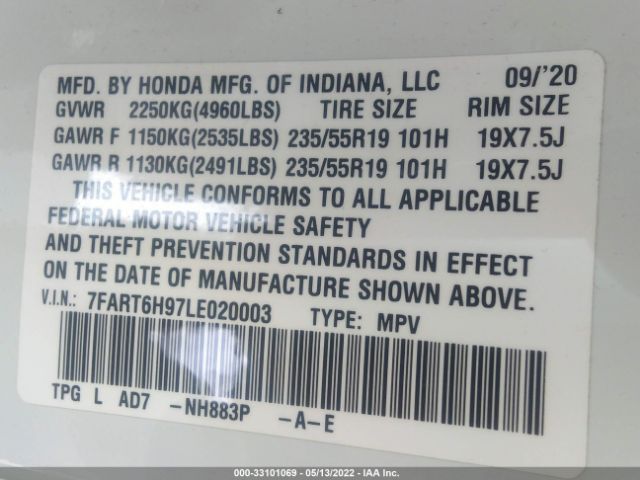 MFD. BY HONDA MFG. OF INDIANA, LLC 09/'20
GVWR 2250KG(4960LBS) TIRE SIZE RIM SIZE
GAWR F 1150KG(2535LBS) 235/55R19 101H 19X7.5J
GAWR R 1130KG(2491LBS) 235/55R19 101H 19X7.5J
THIS VEHICLE CONFORMS TO ALL APPLICABLE
FEDERAL MOTOR VEHICLE SAFETY
AND THEFT PREVENTION STANDARDS IN EFFECT
ON THE DATE OF MANUFACTURE SHOWN ABOVE.
V.I.N.: 7FART6H97LE020003 TYPE: MPV
TPG L AD7 -NH883P -A-E
000-33101069 - 05/13/2022 - IAA Inc.